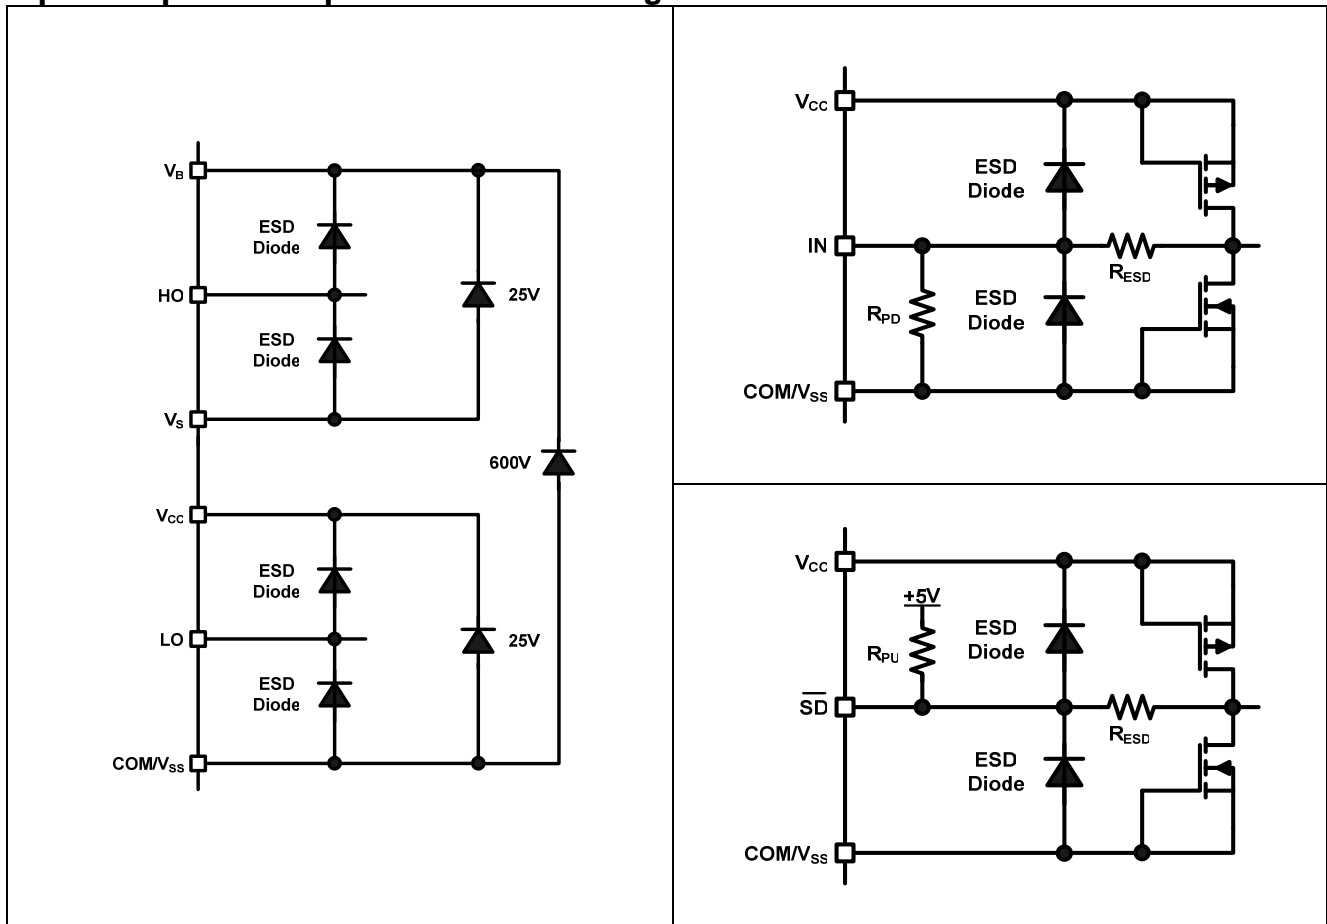 V_B
ESD
Diode
HO
25V
ESD
Diode
V_S
600V
V_CC
ESD
Diode
LO
25V
ESD
Diode
COM/V_SS
V_CC
ESD
Diode
IN
R_ESD
R_PD
ESD
Diode
COM/V_SS
V_CC
+5V
ESD
Diode
R_PU
S̅D̅
R_ESD
ESD
Diode
COM/V_SS